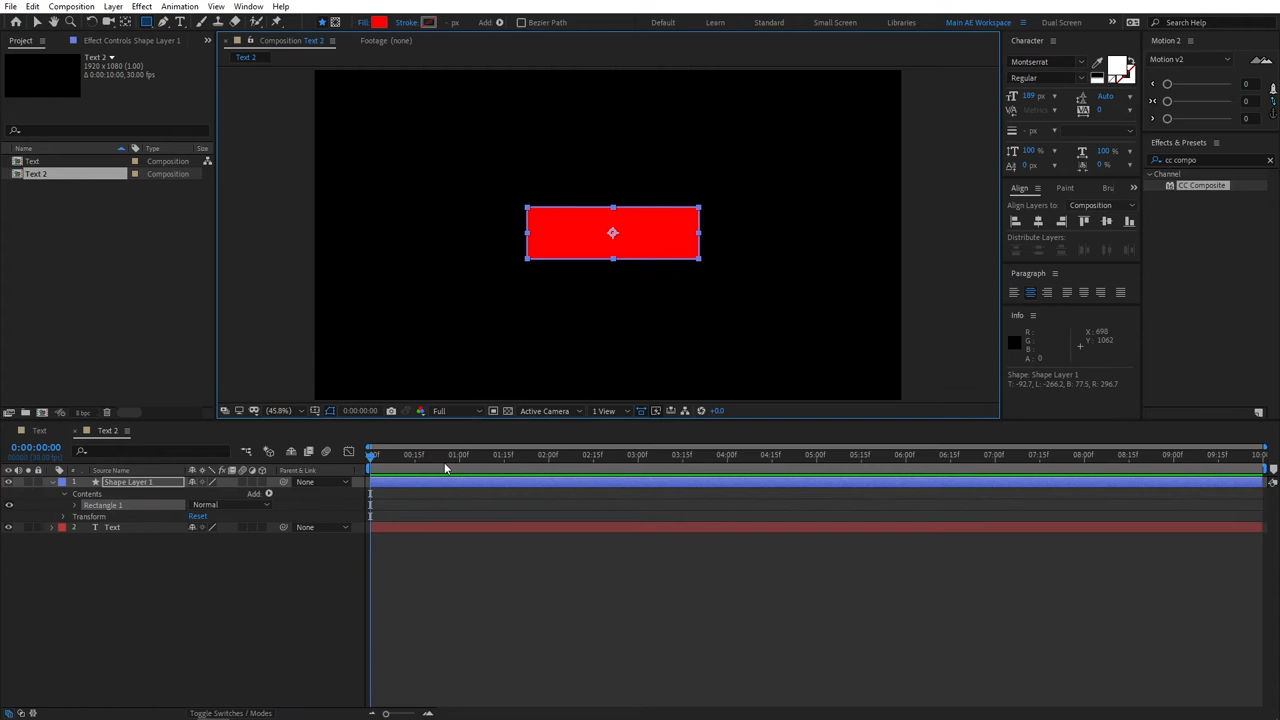 File Edit Composition Layer Effect Animation View Window Help
Fill: Stroke: - px Add: Bezier Path Default Learn Standard Small Screen Libraries Main AE Workspace Dual Screen Search Help
Project Effect Controls Shape Layer 1 Composition Text 2 Footage (none) Character Motion 2
Text 2
1920 x 1080 (1.00)
Δ 0:00:10:00, 30.00 fps
Text 2
Montserrat
Regular
189 px Auto
Metrics 0
- px
100 % 100 %
0 px 0 %
Motion v2
0
0
0
Effects & Presets
cc compo
Channel
CC Composite
Name Type Size
Text Composition
Text 2 Composition
Align Paint Bru
Align Layers to: Composition
Distribute Layers:
Paragraph
Info
R :
G :
B :
A : 0
X : 698
Y : 1062
Shape: Shape Layer 1
T: -92.7, L: -266.2, B: 77.5, R: 296.7
8 bpc (45.8%) 0:00:00:00 Full Active Camera 1 View +0.0
Text Text 2
0:00:00:00
:00f 00:15f 01:00f 01:15f 02:00f 02:15f 03:00f 03:15f 04:00f 04:15f 05:00f 05:15f 06:00f 06:15f 07:00f 07:15f 08:00f 08:15f 09:00f 09:15f 10:00
# Source Name Parent & Link
1 Shape Layer 1 None
Contents Add:
Rectangle 1 Normal
Transform Reset
2 T Text None
Toggle Switches / Modes